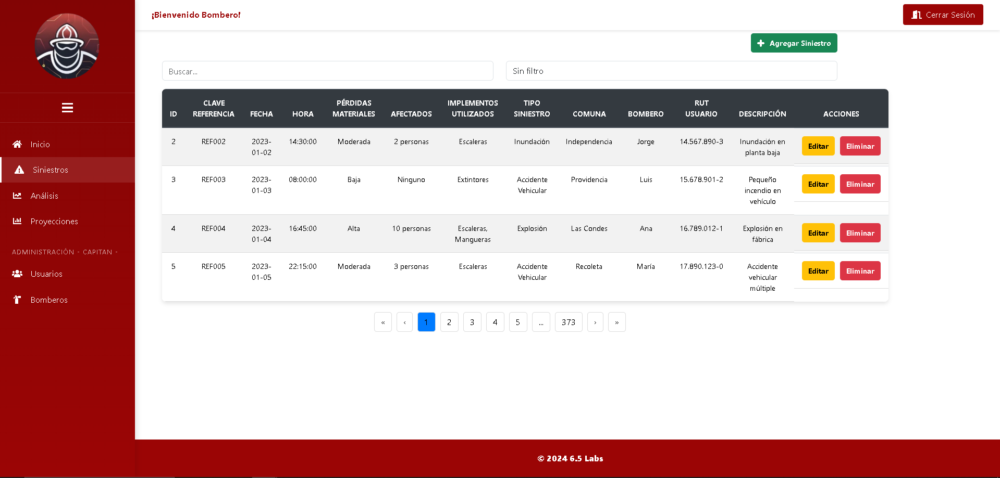 ¡Bienvenido Bombero!
Cerrar Sesión
Agregar Siniestro
Buscar...
Sin filtro
Inicio
Siniestros
Análisis
Proyecciones
ADMINISTRACIÓN - CAPITAN -
Usuarios
Bomberos
ID CLAVE REFERENCIA FECHA HORA PÉRDIDAS MATERIALES AFECTADOS IMPLEMENTOS UTILIZADOS TIPO SINIESTRO COMUNA BOMBERO RUT USUARIO DESCRIPCIÓN ACCIONES
2 REF002 2023-01-02 14:30:00 Moderada 2 personas Escaleras Inundación Independencia Jorge 14.567.890-3 Inundación en planta baja Editar Eliminar
3 REF003 2023-01-03 08:00:00 Baja Ninguno Extintores Accidente Vehicular Providencia Luis 15.678.901-2 Pequeño incendio en vehículo Editar Eliminar
4 REF004 2023-01-04 16:45:00 Alta 10 personas Escaleras, Mangueras Explosión Las Condes Ana 16.789.012-1 Explosión en fábrica Editar Eliminar
5 REF005 2023-01-05 22:15:00 Moderada 3 personas Escaleras Accidente Vehicular Recoleta María 17.890.123-0 Accidente vehicular múltiple Editar Eliminar
« ‹ 1 2 3 4 5 ... 373 › »
© 2024 6.5 Labs